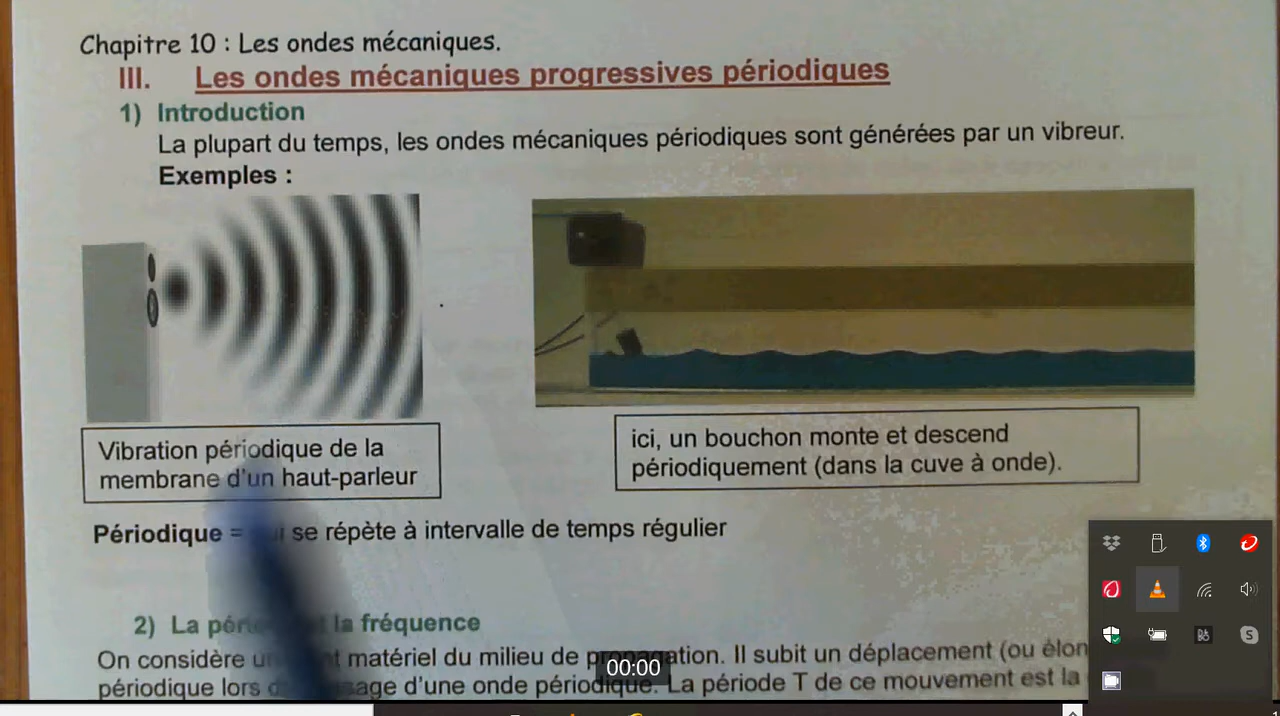 Chapitre 10 : Les ondes mécaniques.
III. Les ondes mécaniques progressives périodiques
1) Introduction
La plupart du temps, les ondes mécaniques périodiques sont générées par un vibreur.
Exemples :
Vibration périodique de la
membrane d'un haut-parleur
ici, un bouchon monte et descend
périodiquement (dans la cuve à onde).
Périodique = se répète à intervalle de temps régulier
2) La la fréquence
On considère matériel du milieu de propagation. Il subit un déplacement (ou
périodique lors d'une onde périodique. La période T de ce mouvement est la
00:00